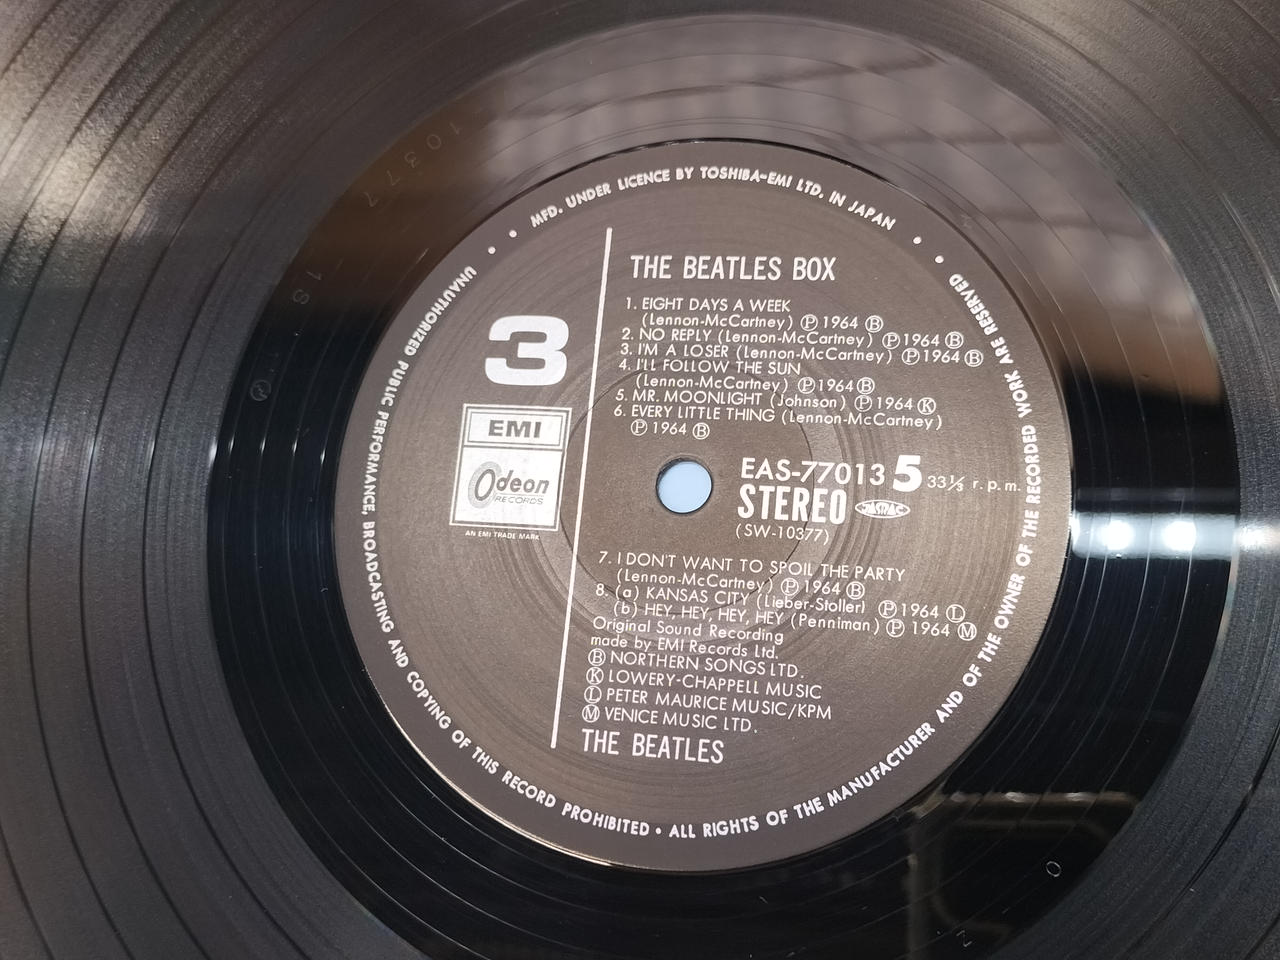 MFD. UNDER LICENCE BY TOSHIBA-EMI LTD. IN JAPAN
THE BEATLES BOX
1. EIGHT DAYS A WEEK
(Lennon-McCartney) Ⓟ 1964 Ⓑ
2. NO REPLY (Lennon-McCartney) Ⓟ 1964 Ⓑ
3. I'M A LOSER (Lennon-McCartney) Ⓟ 1964 Ⓑ
4. I'LL FOLLOW THE SUN
(Lennon-McCartney) Ⓟ 1964 Ⓑ
5. MR. MOONLIGHT (Johnson) Ⓟ 1964 Ⓚ
6. EVERY LITTLE THING (Lennon-McCartney)
Ⓟ 1964 Ⓑ
3
EMI
Odeon
RECORDS
AN EMI TRADE MARK
EAS-77013 5 33⅓ r.p.m.
STEREO JASRAC
(SW-10377)
7. I DON'T WANT TO SPOIL THE PARTY
(Lennon-McCartney) Ⓟ 1964 Ⓑ
8. (a) KANSAS CITY (Lieber-Stoller) Ⓟ 1964 Ⓛ
(b) HEY, HEY, HEY, HEY (Penniman) Ⓟ 1964 Ⓜ
Original Sound Recording
made by EMI Records Ltd.
Ⓑ NORTHERN SONGS LTD.
Ⓚ LOWERY-CHAPPELL MUSIC
Ⓛ PETER MAURICE MUSIC/KPM
Ⓜ VENICE MUSIC LTD.
THE BEATLES
UNAUTHORIZED PUBLIC PERFORMANCE, BROADCASTING AND COPYING OF THIS RECORD PROHIBITED • ALL RIGHTS OF THE MANUFACTURER AND OF THE OWNER OF THE RECORDED WORK ARE RESERVED
10377